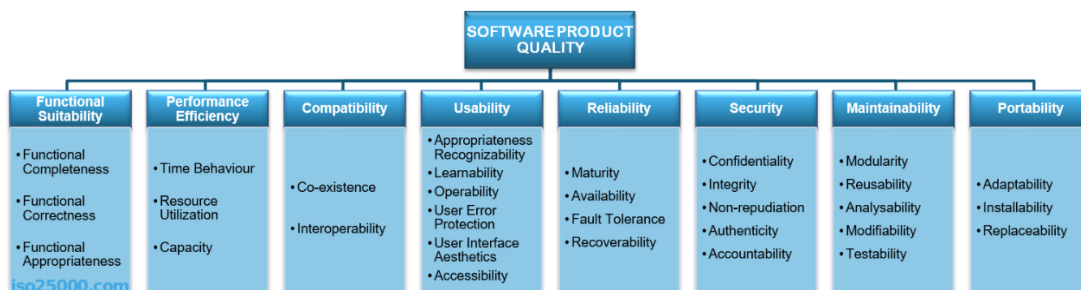 SOFTWARE PRODUCT
QUALITY
Functional
Suitability
• Functional
Completeness
• Functional
Correctness
• Functional
Appropriateness
Performance
Efficiency
• Time Behaviour
• Resource
Utilization
• Capacity
Compatibility
• Co-existence
• Interoperability
Usability
• Appropriateness
Recognizability
• Learnability
• Operability
• User Error
Protection
• User Interface
Aesthetics
• Accessibility
Reliability
• Maturity
• Availability
• Fault Tolerance
• Recoverability
Security
• Confidentiality
• Integrity
• Non-repudiation
• Authenticity
• Accountability
Maintainability
• Modularity
• Reusability
• Analysability
• Modifiability
• Testability
Portability
• Adaptability
• Installability
• Replaceability
iso25000.com